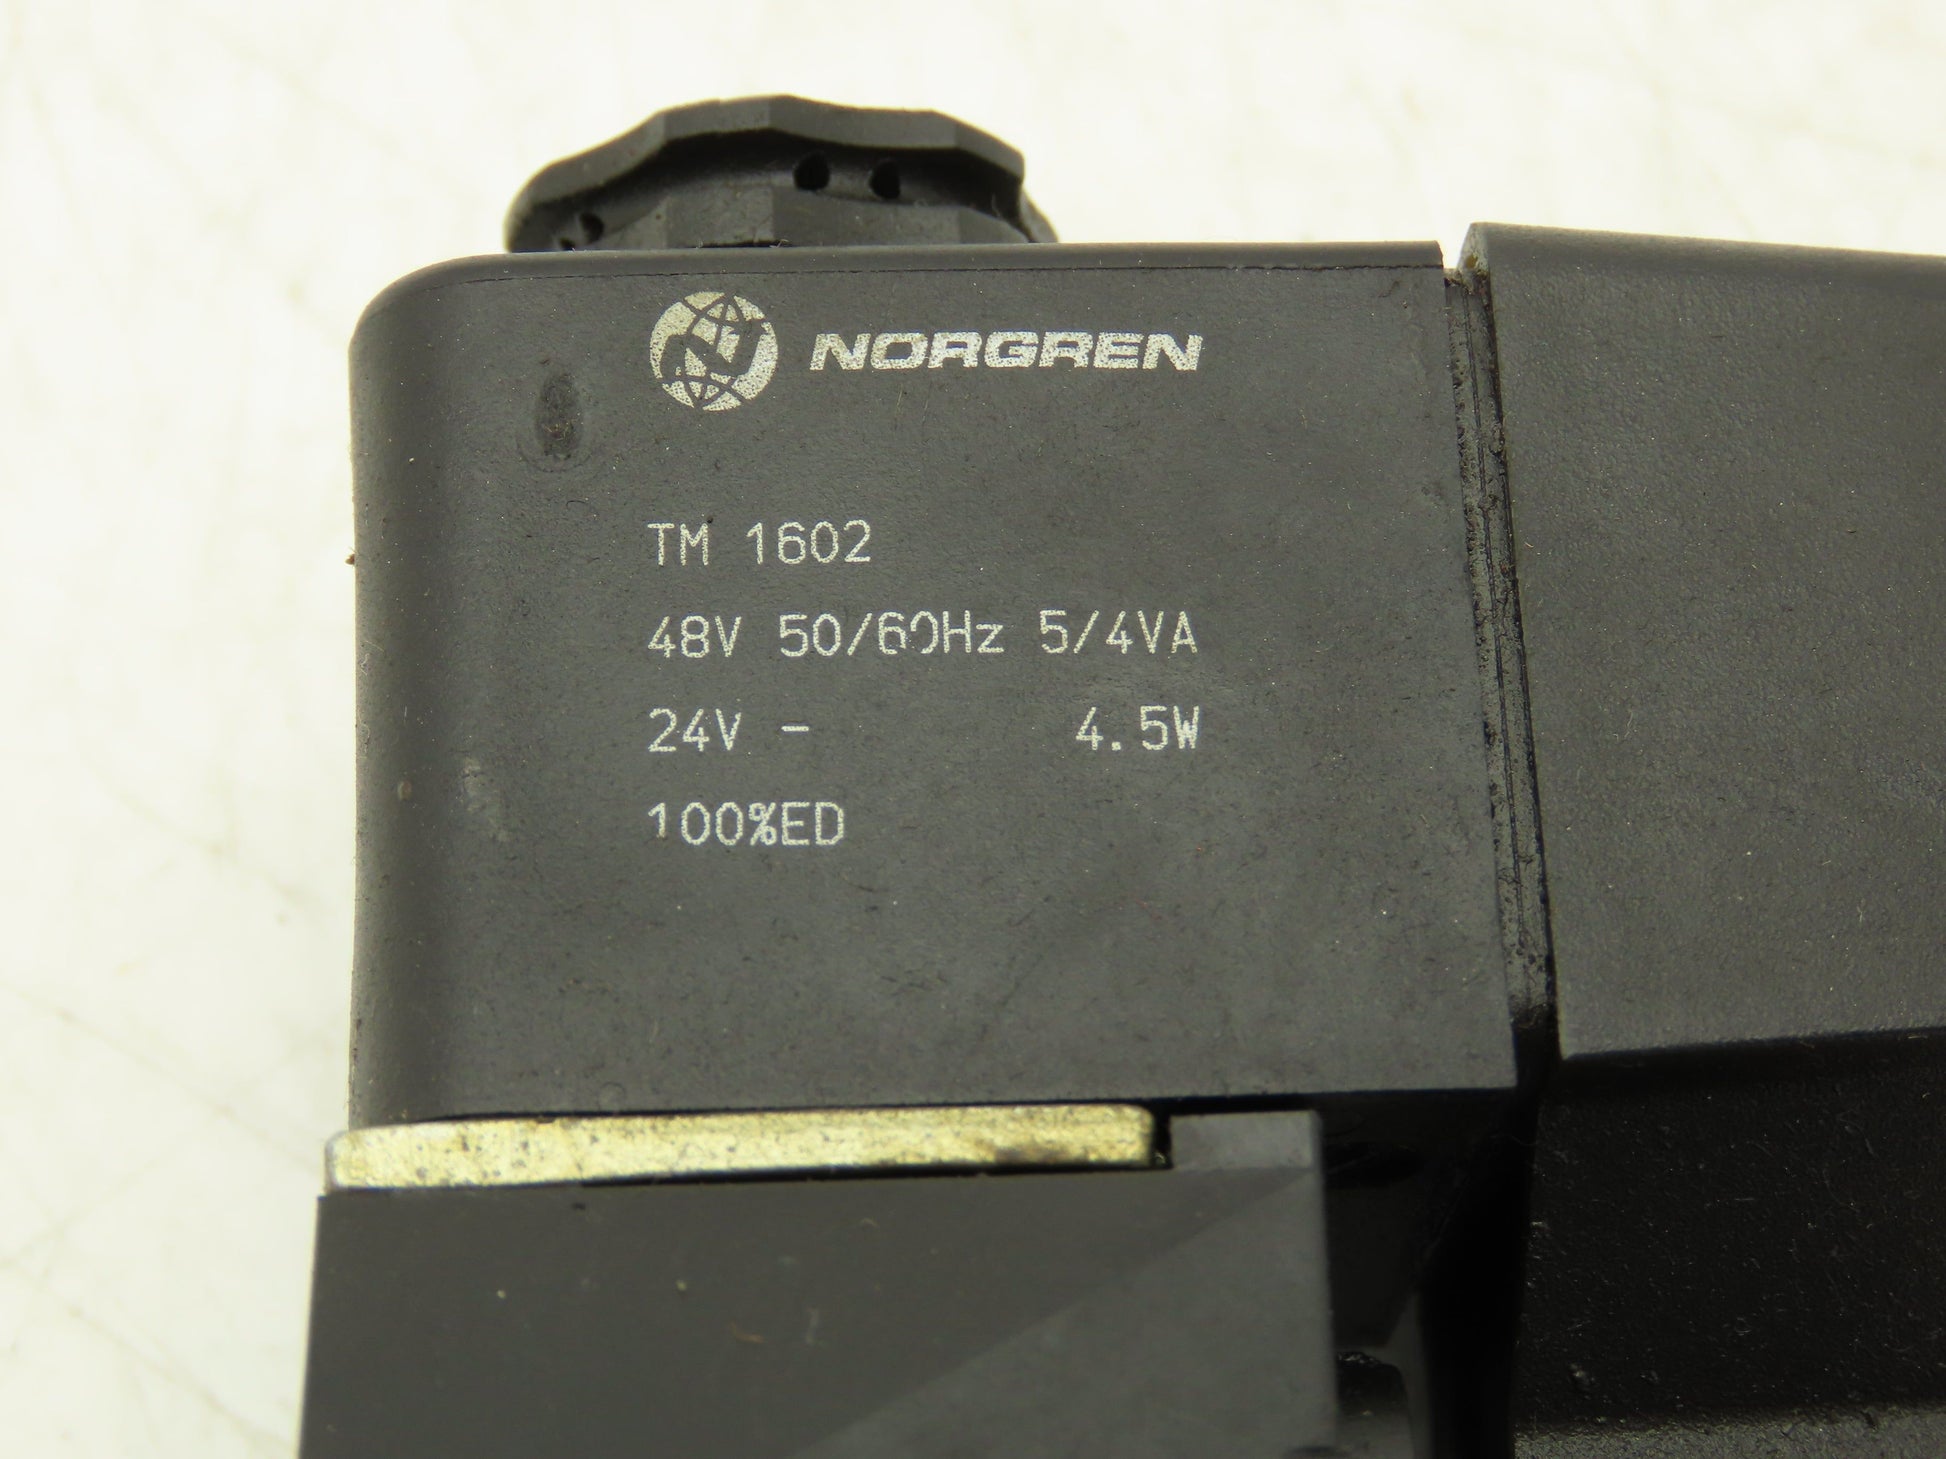 NORGREN
TM 1602
48V 50/60Hz 5/4VA
24V - 4.5W
100%ED